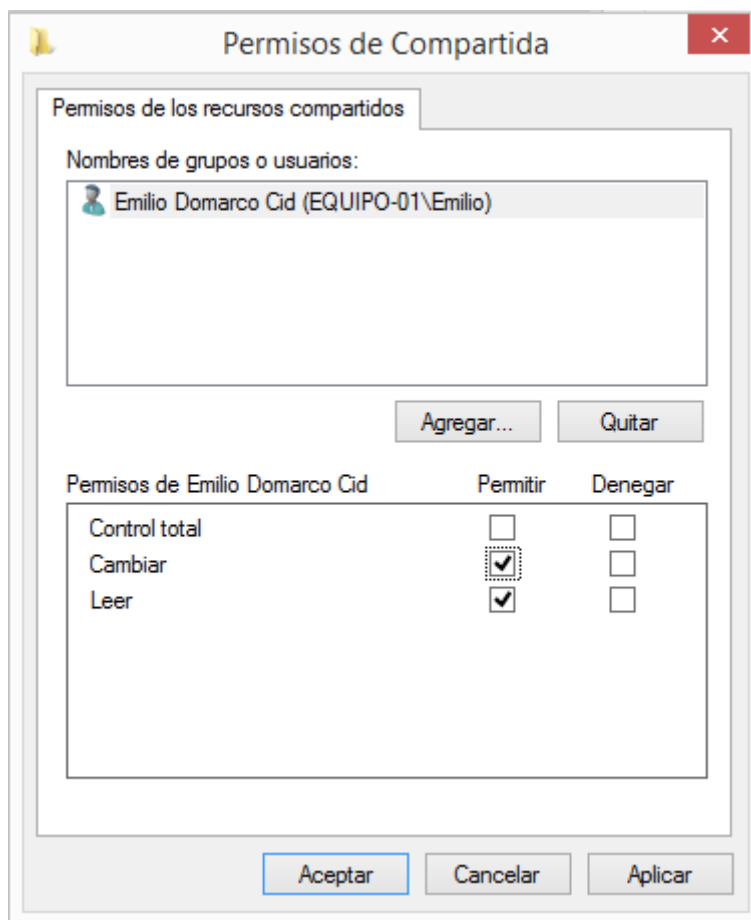 Permisos de Compartida
Permisos de los recursos compartidos
Nombres de grupos o usuarios:
Emilio Domarco Cid (EQUIPO-01\Emilio)
Agregar... Quitar
Permisos de Emilio Domarco Cid Permitir Denegar
Control total
Cambiar
Leer
Aceptar Cancelar Aplicar